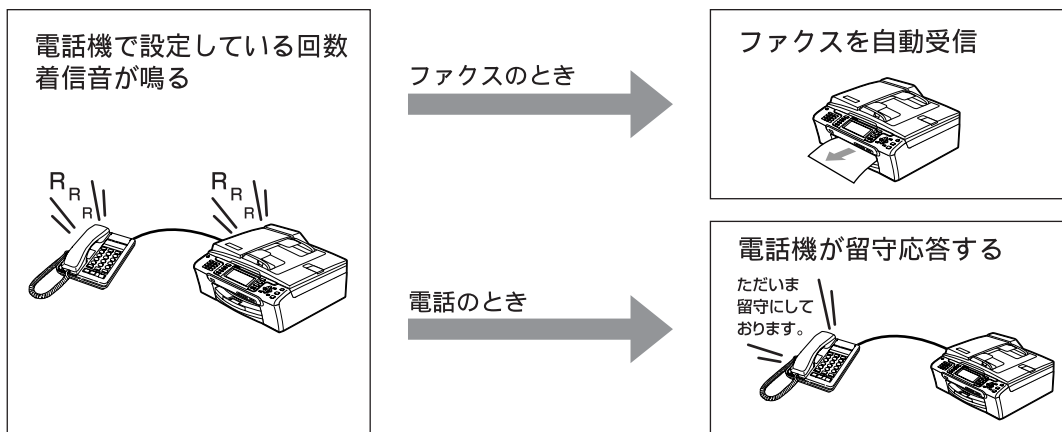 電話機で設定している回数
着信音が鳴る
R R R
R R R
ファクスのとき
ファクスを自動受信
電話のとき
電話機が留守応答する
ただいま
留守にして
おります。